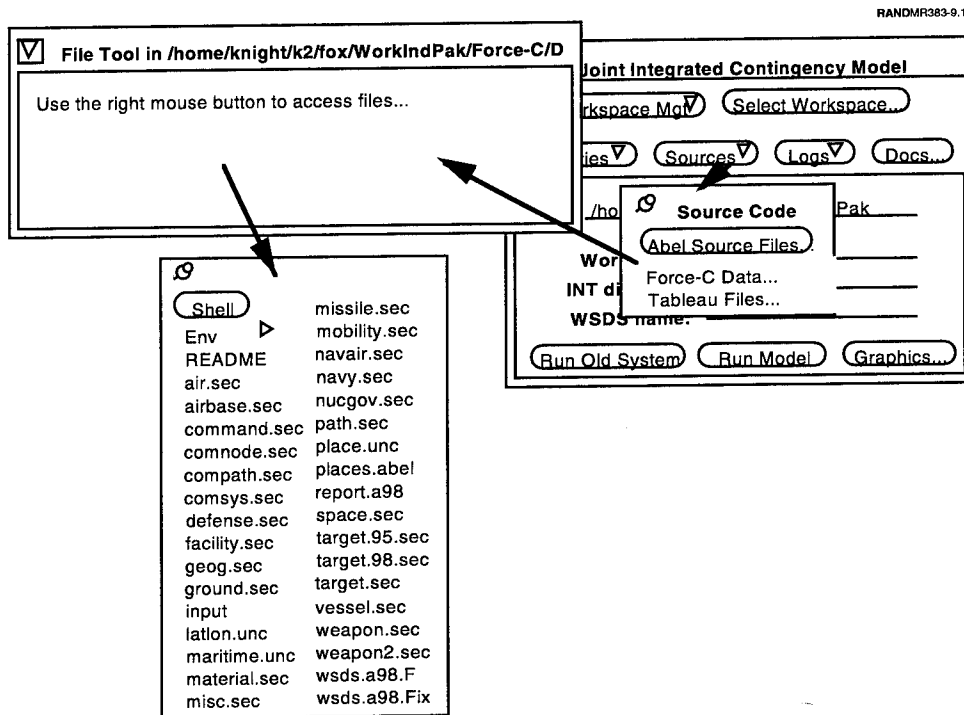 RANDMR383-9.1
File Tool in /home/knight/k2/fox/WorkIndPak/Force-C/D
Use the right mouse button to access files...
Joint Integrated Contingency Model
rkspace Mgt
Select Workspace...
ries
Sources
Logs
Docs...
/ho
Pak
Source Code
Abel Source Files...
Wor
Force-C Data...
INT di
Tableau Files...
WSDS name:
Run Old System
Run Model
Graphics...
Shell
Env
README
air.sec
airbase.sec
command.sec
comnode.sec
compath.sec
comsys.sec
defense.sec
facility.sec
geog.sec
ground.sec
input
latlon.unc
maritime.unc
material.sec
misc.sec
missile.sec
mobility.sec
navair.sec
navy.sec
nucgov.sec
path.sec
place.unc
places.abel
report.a98
space.sec
target.95.sec
target.98.sec
target.sec
vessel.sec
weapon.sec
weapon2.sec
wsds.a98.F
wsds.a98.Fix